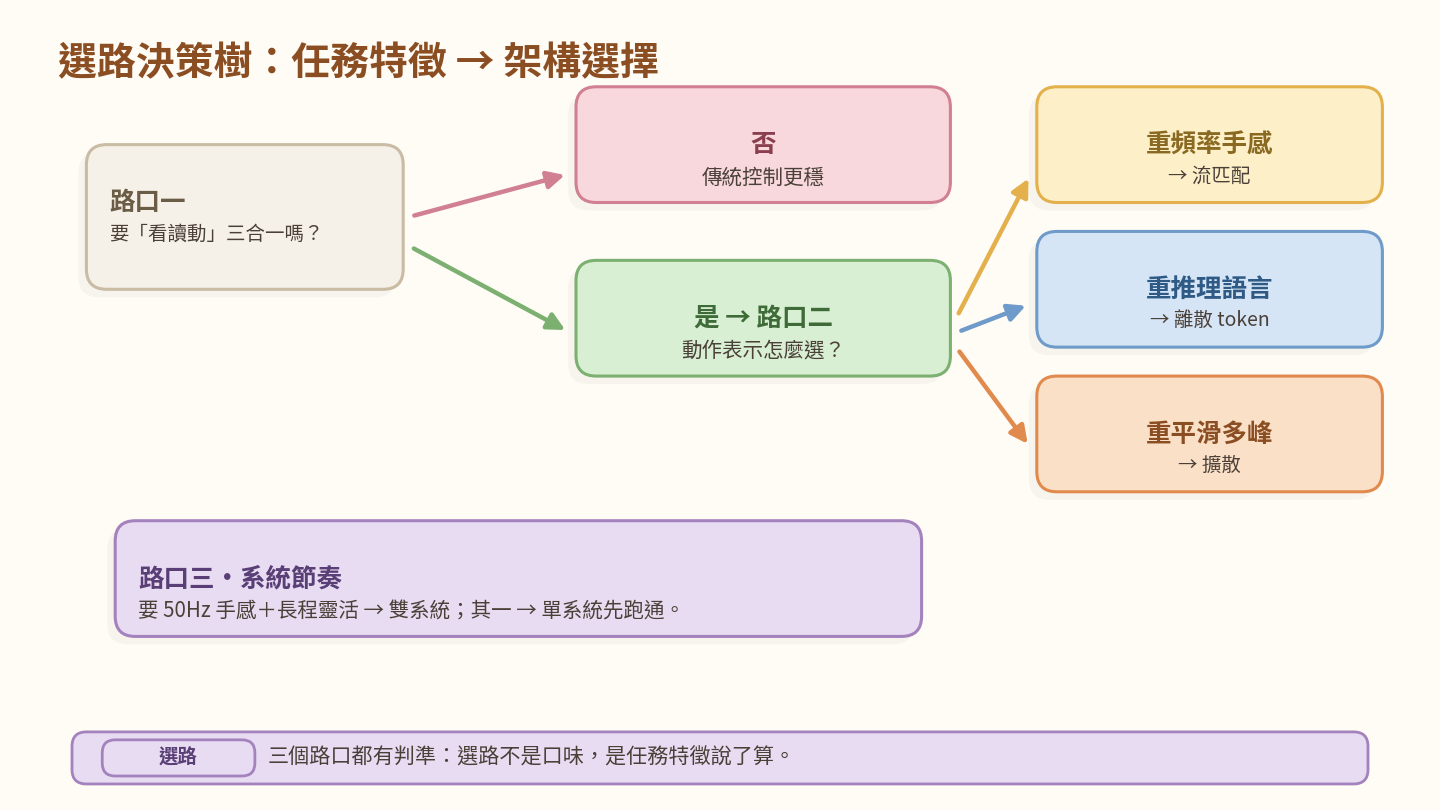 選路決策樹：任務特徵 → 架構選擇
路口一
要「看讀動」三合一嗎？
否
傳統控制更穩
是 → 路口二
動作表示怎麼選？
重頻率手感
→ 流匹配
重推理語言
→ 離散 token
重平滑多峰
→ 擴散
路口三・系統節奏
要 50Hz 手感＋長程靈活 → 雙系統；其一 → 單系統先跑通。
選路
三個路口都有判準：選路不是口味，是任務特徵說了算。